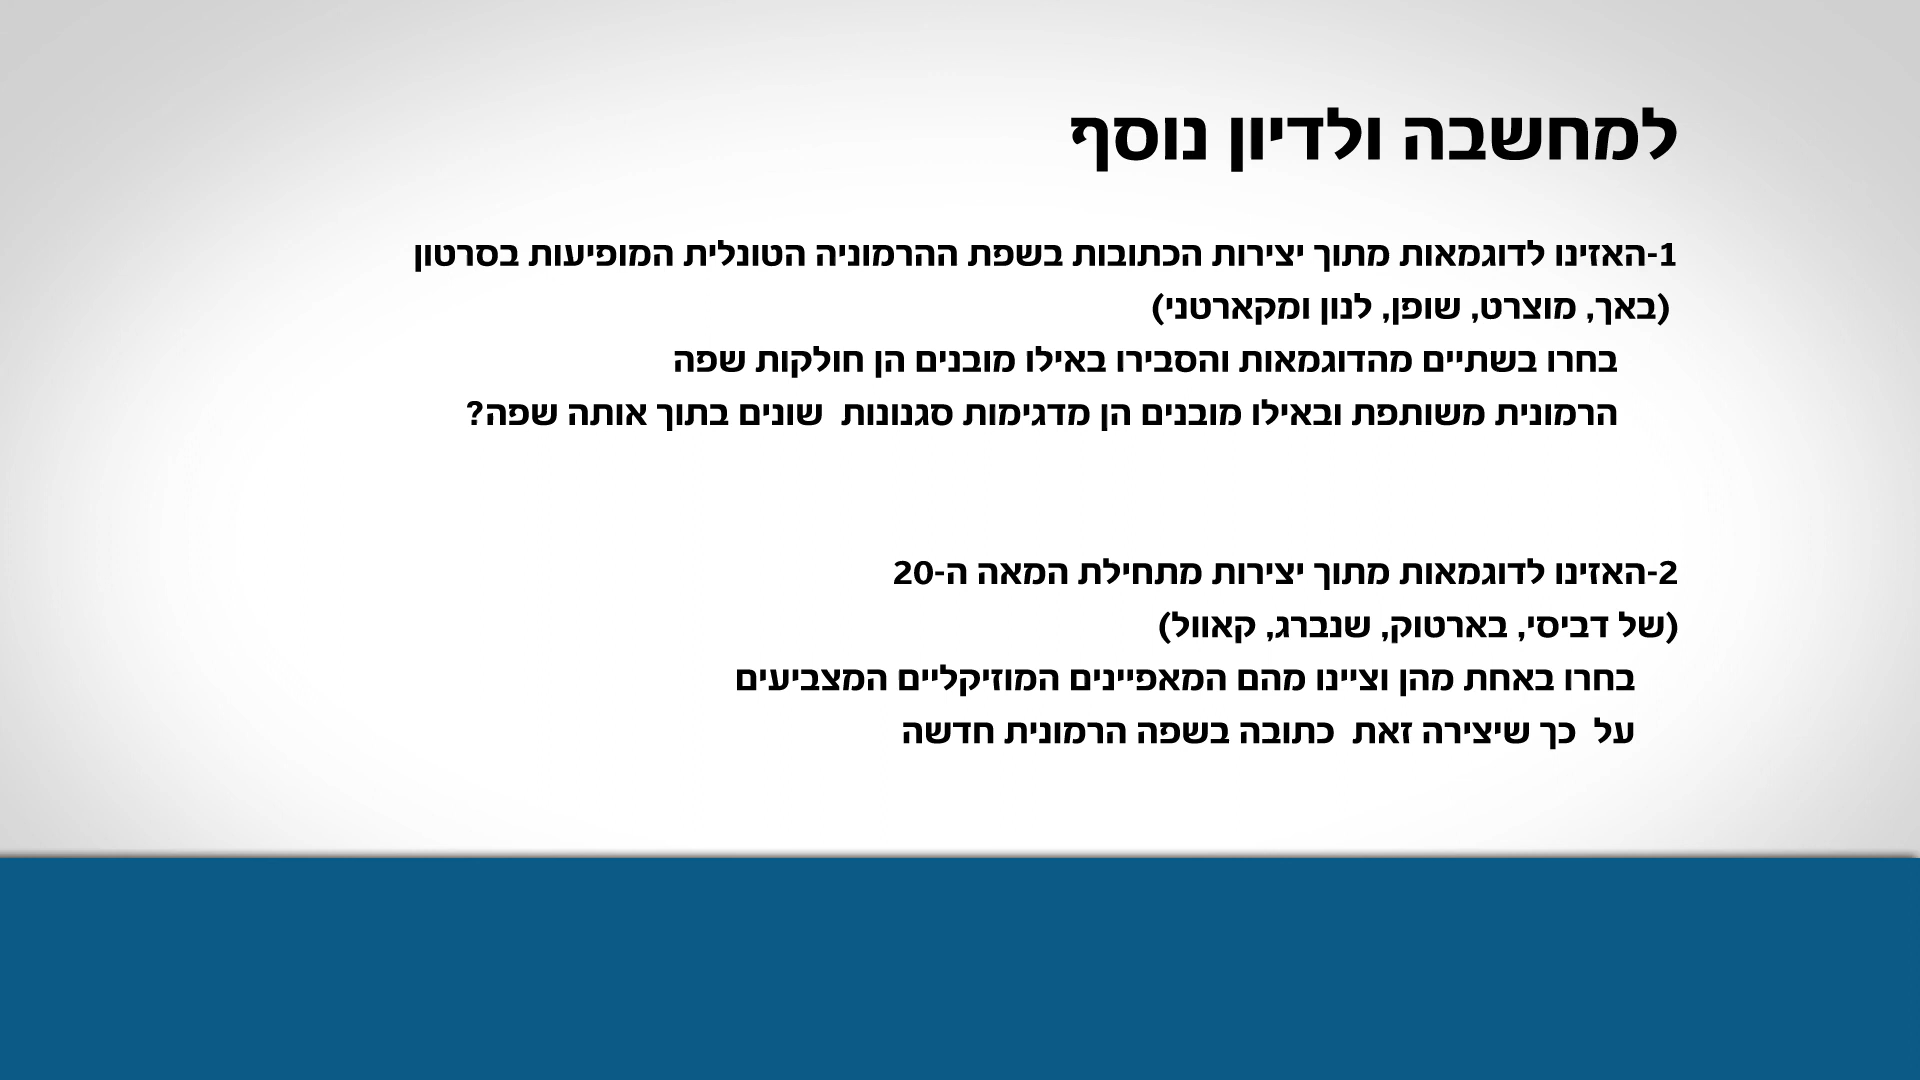 למחשבה ולדיון נוסף
1-האזינו לדוגמאות מתוך יצירות הכתובות בשפת ההרמוניה הטונלית המופיעות בסרטון
(באך, מוצרט, שופן, לנון ומקארטני)
בחרו בשתיים מהדוגמאות והסבירו באילו מובנים הן חולקות שפה
הרמונית משותפת ובאילו מובנים הן מדגימות סגנונות  שונים בתוך אותה שפה?
2-האזינו לדוגמאות מתוך יצירות מתחילת המאה ה-20
(של דביסי, בארטוק, שנברג, קאוול)
בחרו באחת מהן וציינו מהם המאפיינים המוזיקליים המצביעים
על  כך שיצירה זאת  כתובה בשפה הרמונית חדשה